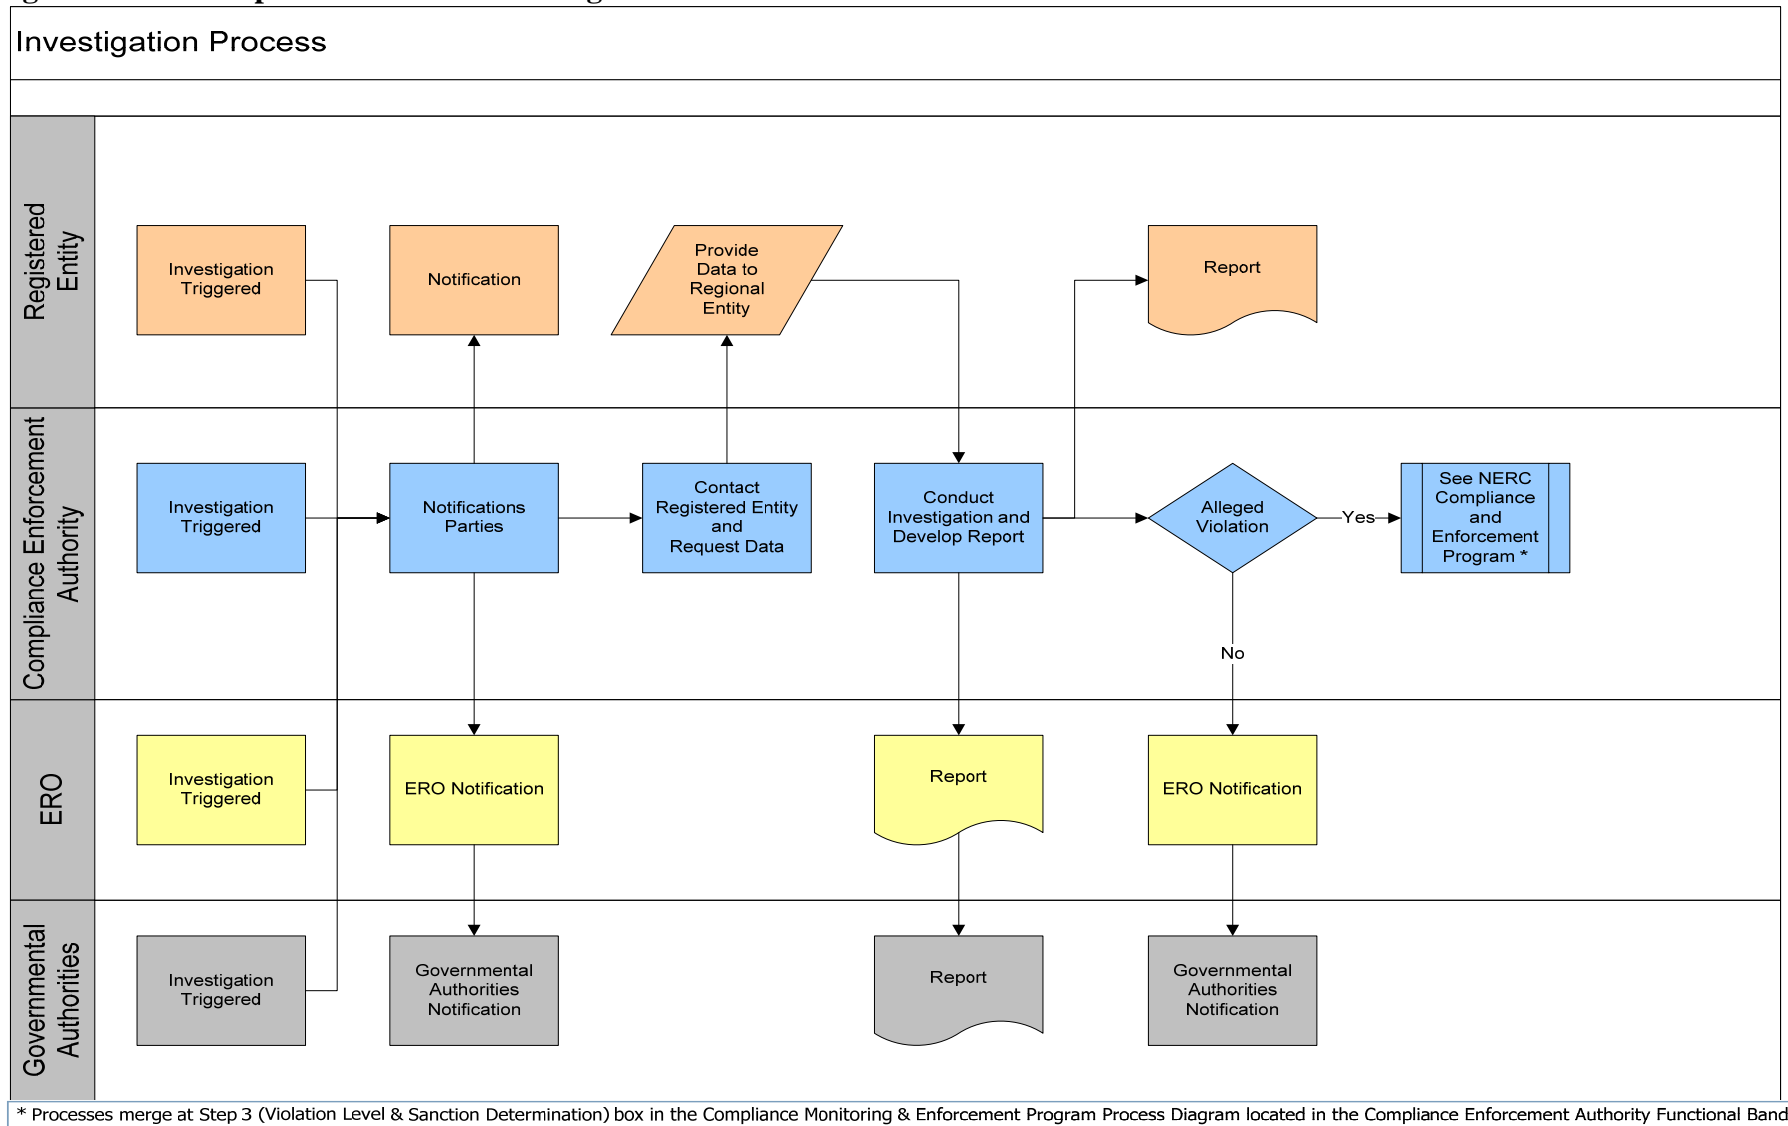 Investigation Process
Registered
Entity
Investigation
Triggered
Notification
Provide
Data to
Regional
Entity
Report
Compliance Enforcement
Authority
Investigation
Triggered
Notifications
Parties
Contact
Registered Entity
and
Request Data
Conduct
Investigation and
Develop Report
Alleged
Violation
Yes
See NERC
Compliance
and
Enforcement
Program *
No
ERO
Investigation
Triggered
ERO Notification
Report
ERO Notification
Governmental
Authorities
Investigation
Triggered
Governmental
Authorities
Notification
Report
Governmental
Authorities
Notification
* Processes merge at Step 3 (Violation Level & Sanction Determination) box in the Compliance Monitoring & Enforcement Program Process Diagram located in the Compliance Enforcement Authority Functional Band